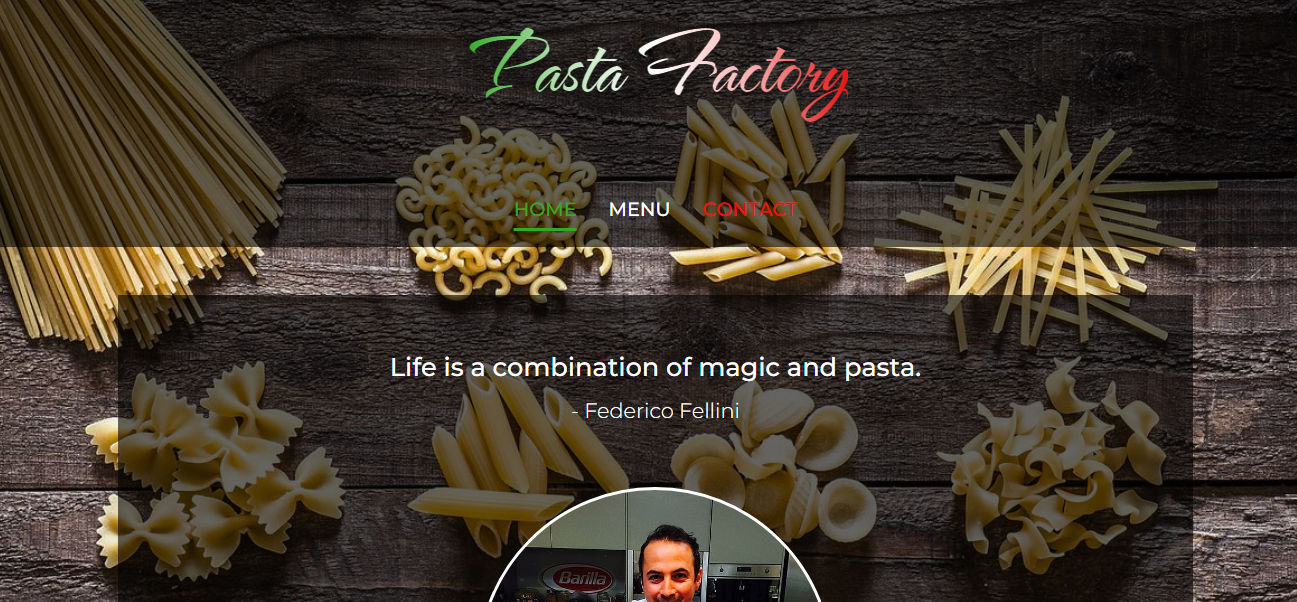 Pasta Factory
HOME MENU CONTACT
Life is a combination of magic and pasta.
- Federico Fellini
Barilla